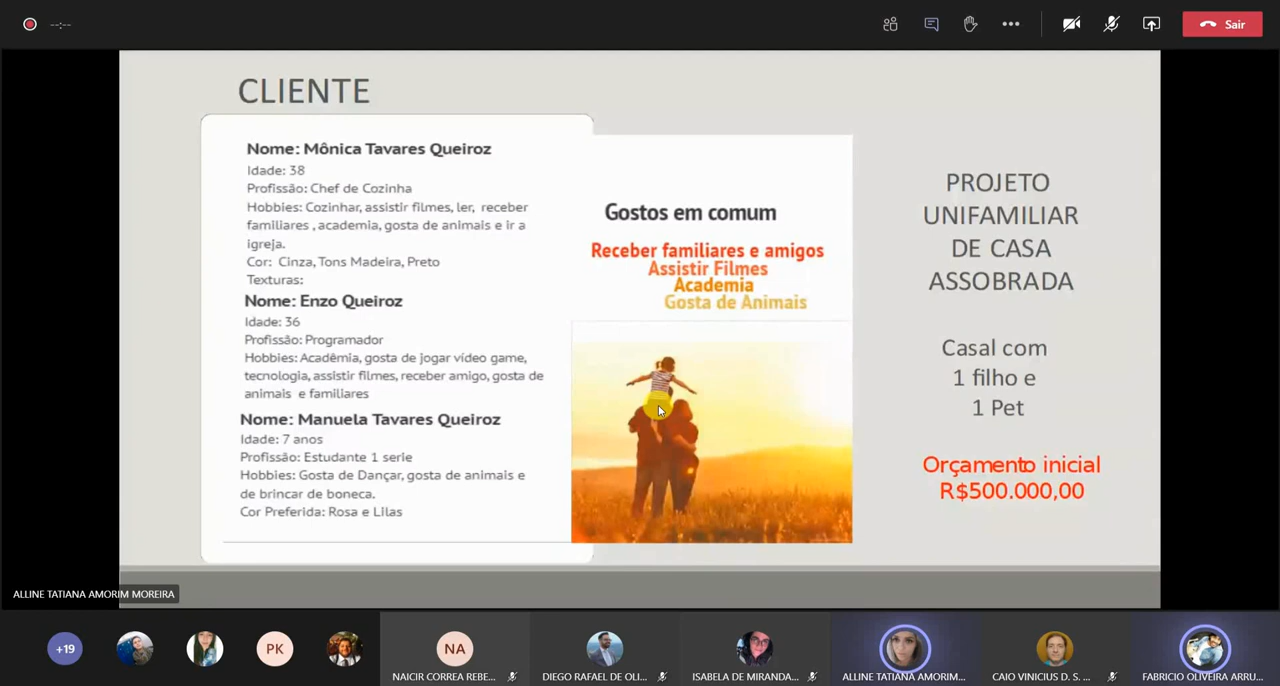 --:--
Sair
CLIENTE
Nome: Mônica Tavares Queiroz
Idade: 38
Profissão: Chef de Cozinha
Hobbies: Cozinhar, assistir filmes, ler, receber
familiares , academia, gosta de animais e ir a
igreja.
Cor: Cinza, Tons Madeira, Preto
Texturas:
Nome: Enzo Queiroz
Idade: 36
Profissão: Programador
Hobbies: Acadêmia, gosta de jogar vídeo game,
tecnologia, assistir filmes, receber amigo, gosta de
animais e familiares
Nome: Manuela Tavares Queiroz
Idade: 7 anos
Profissão: Estudante 1 serie
Hobbies: Gosta de Dançar, gosta de animais e
de brincar de boneca.
Cor Preferida: Rosa e Lilas
Gostos em comum
Receber familiares e amigos
Assistir Filmes
Academia
Gosta de Animais
PROJETO
UNIFAMILIAR
DE CASA
ASSOBRADA
Casal com
1 filho e
1 Pet
Orçamento inicial
R$500.000,00
ALLINE TATIANA AMORIM MOREIRA
+19
PK
NA
NAICIR CORREA REBE...
DIEGO RAFAEL DE OLI...
ISABELA DE MIRANDA...
ALLINE TATIANA AMORIM...
CAIO VINICIUS D. S. ...
FABRICIO OLIVEIRA ARRU...